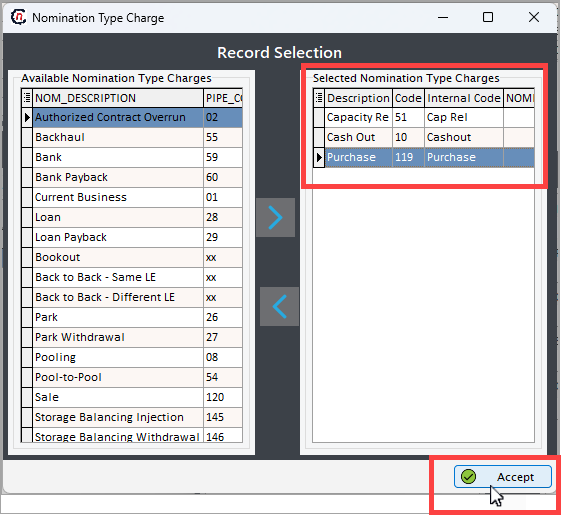 Nomination Type Charge
Record Selection
Available Nomination Type Charges
NOM_DESCRIPTION PIPE_CO
Authorized Contract Overrun 02
Backhaul 55
Bank 59
Bank Payback 60
Current Business 01
Loan 28
Loan Payback 29
Bookout xx
Back to Back - Same LE xx
Back to Back - Different LE xx
Park 26
Park Withdrawal 27
Pooling 08
Pool-to-Pool 54
Sale 120
Storage Balancing Injection 145
Storage Balancing Withdrawal 146
Selected Nomination Type Charges
Description Code Internal Code NOMI
Capacity Re 51 Cap Rel
Cash Out 10 Cashout
Purchase 119 Purchase
Accept